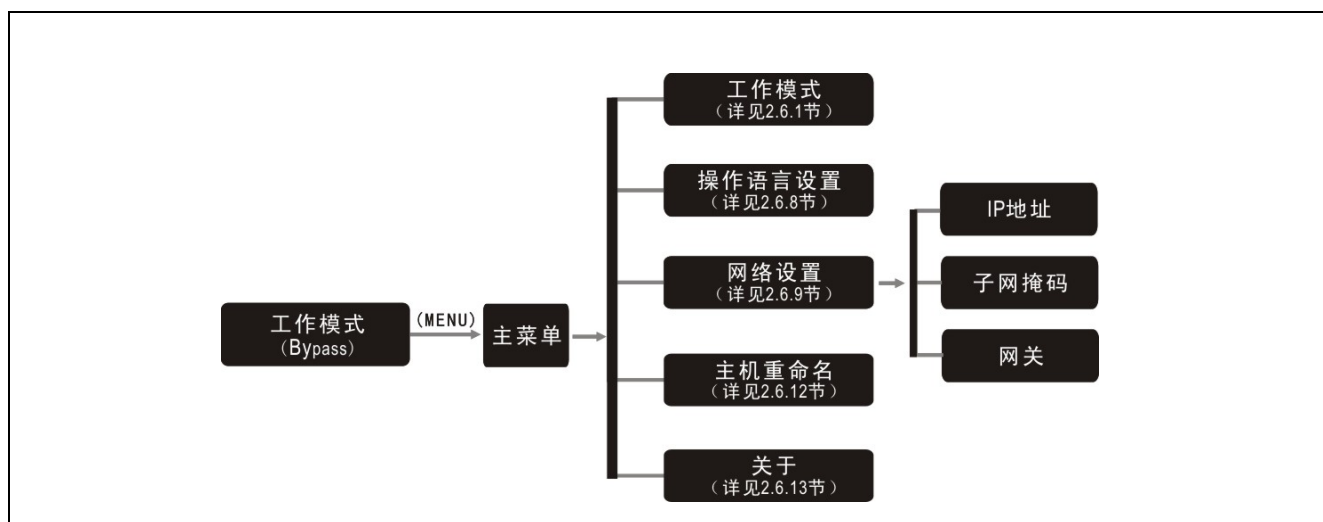 工作模式
(Bypass)
(MENU)
主菜单
工作模式
（详见2.6.1节）
操作语言设置
（详见2.6.8节）
网络设置
（详见2.6.9节）
主机重命名
（详见2.6.12节）
关于
（详见2.6.13节）
IP地址
子网掩码
网关